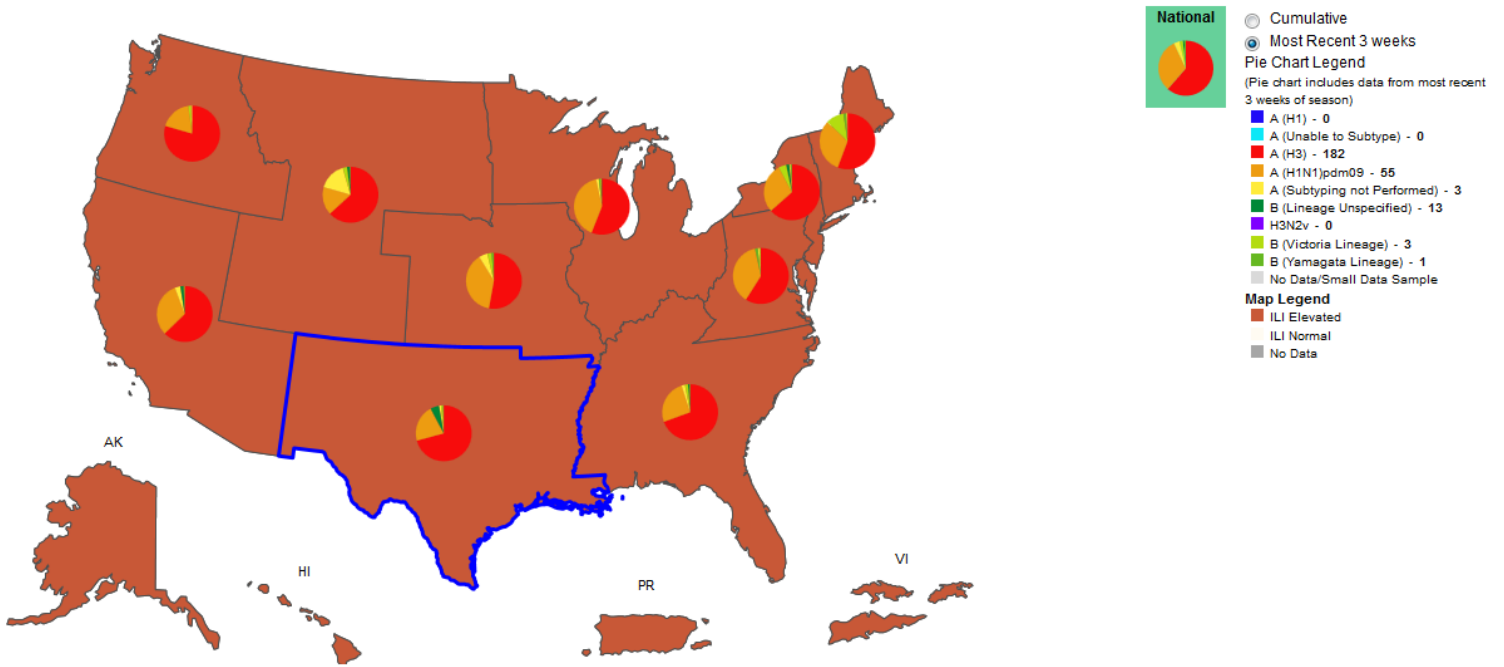 National
Cumulative
Most Recent 3 weeks
Pie Chart Legend
(Pie chart includes data from most recent
3 weeks of season)
A (H1) - 0
A (Unable to Subtype) - 0
A (H3) - 182
A (H1N1)pdm09 - 55
A (Subtyping not Performed) - 3
B (Lineage Unspecified) - 13
H3N2v - 0
B (Victoria Lineage) - 3
B (Yamagata Lineage) - 1
No Data/Small Data Sample
Map Legend
ILI Elevated
ILI Normal
No Data
AK
HI
PR
VI